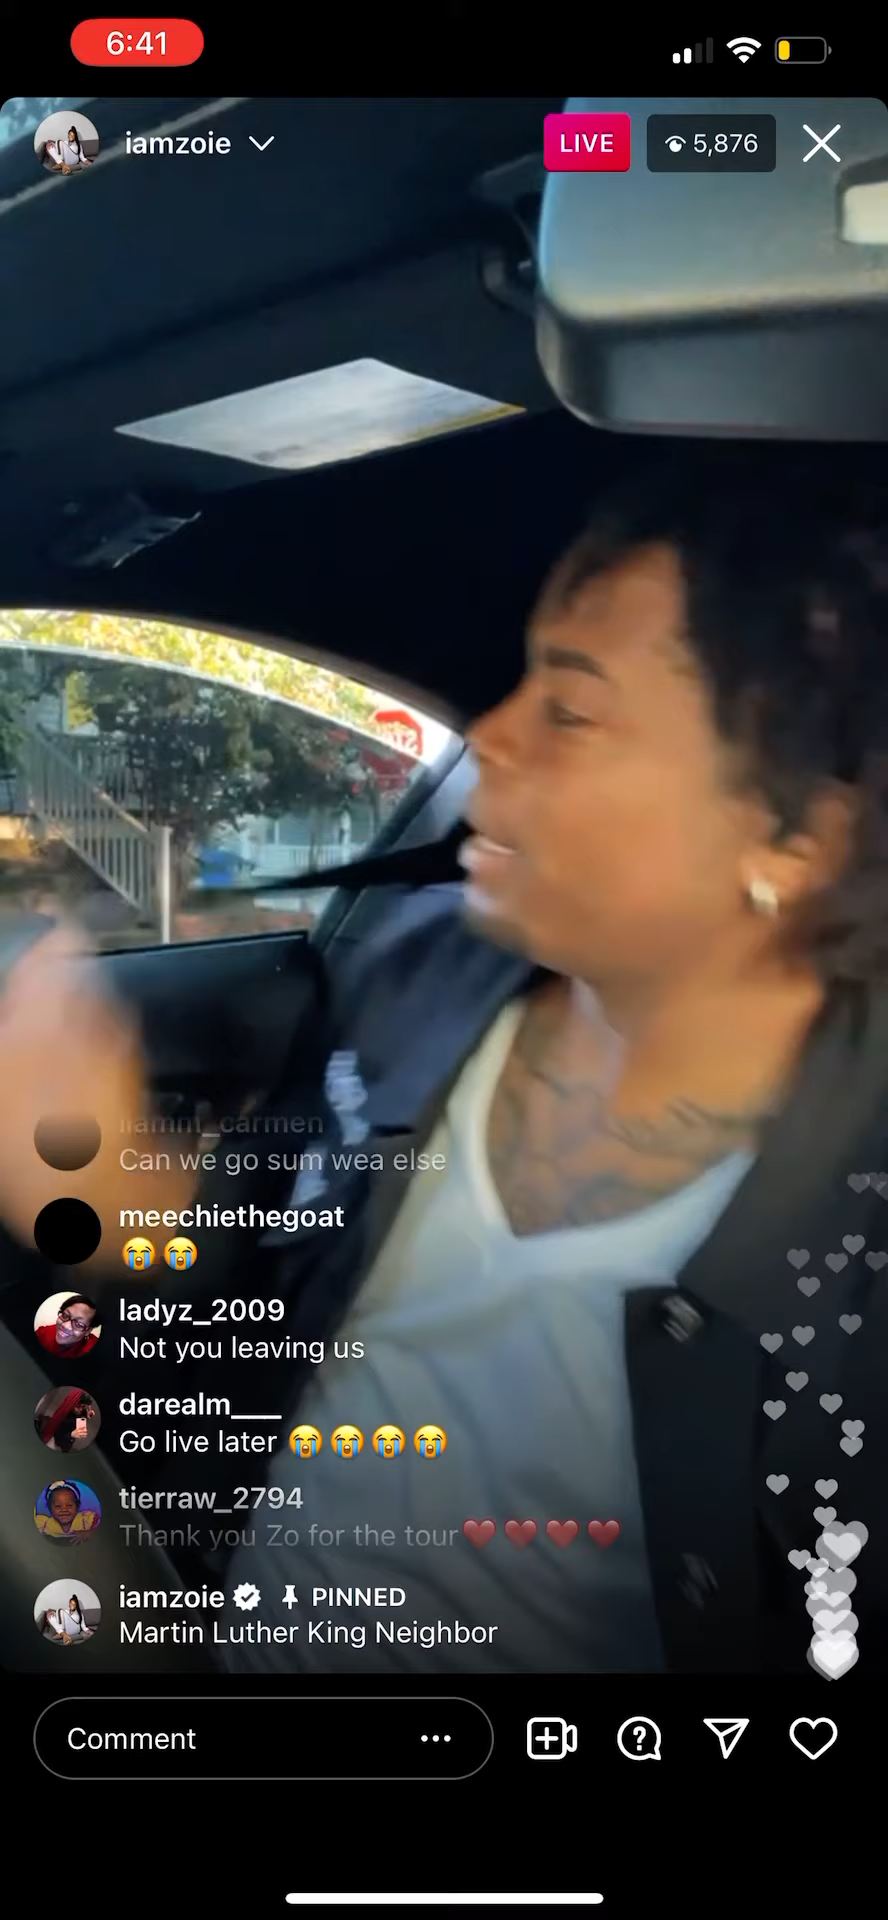 6:41
iamzoie
LIVE
5,876
iiamm_carmen
Can we go sum wea else
meechiethegoat
😭😭
ladyz_2009
Not you leaving us
darealm___
Go live later 😭😭😭😭
tierraw_2794
Thank you Zo for the tour❤️❤️❤️❤️
iamzoie PINNED
Martin Luther King Neighbor
Comment